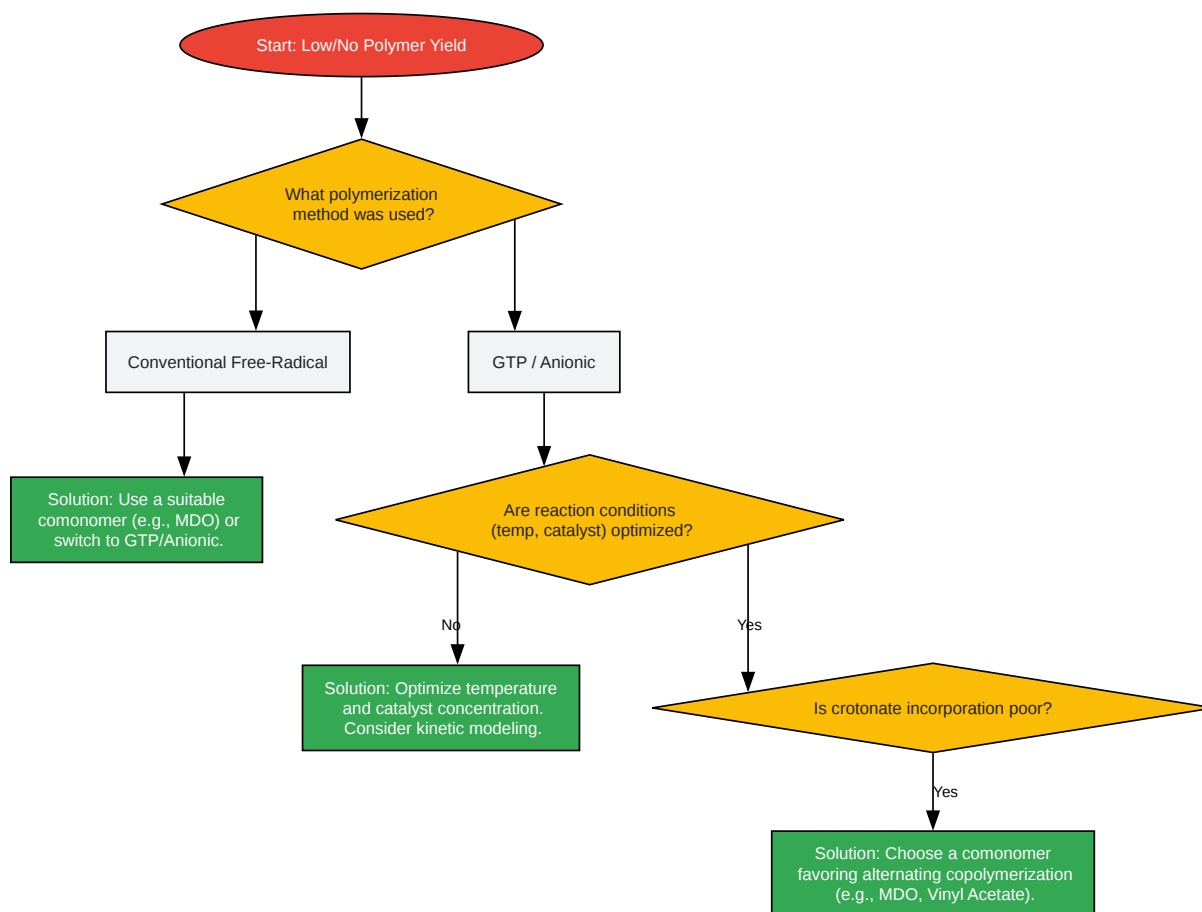 Start: Low/No Polymer Yield
What polymerization
method was used?
Conventional Free-Radical
GTP / Anionic
Solution: Use a suitable
comonomer (e.g., MDO) or
switch to GTP/Anionic.
Are reaction conditions
(temp, catalyst) optimized?
No
Yes
Solution: Optimize temperature
and catalyst concentration.
Consider kinetic modeling.
Is crotonate incorporation poor?
Yes
Solution: Choose a comonomer
favoring alternating copolymerization
(e.g., MDO, Vinyl Acetate).